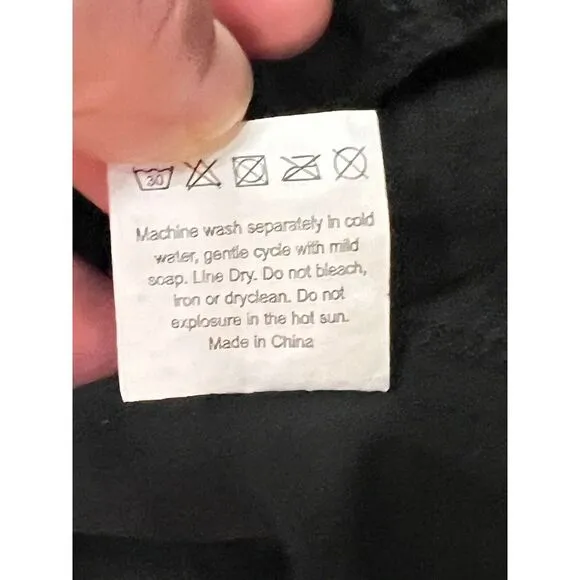 30
Machine wash separately in cold
water, gentle cycle with mild
soap. Line Dry. Do not bleach,
iron or dryclean. Do not
explosure in the hot sun.
Made in China